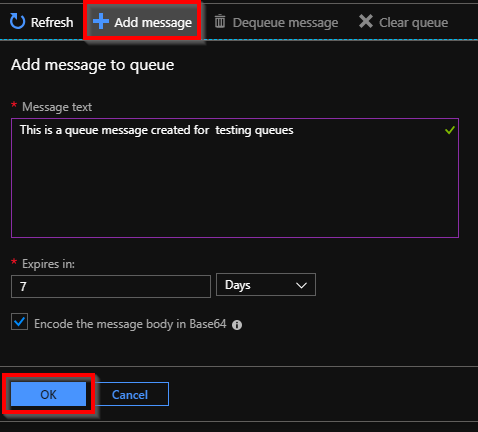 Refresh Add message Dequeue message Clear queue
Add message to queue
* Message text
This is a queue message created for  testing queues
* Expires in:
7 Days
Encode the message body in Base64
OK Cancel